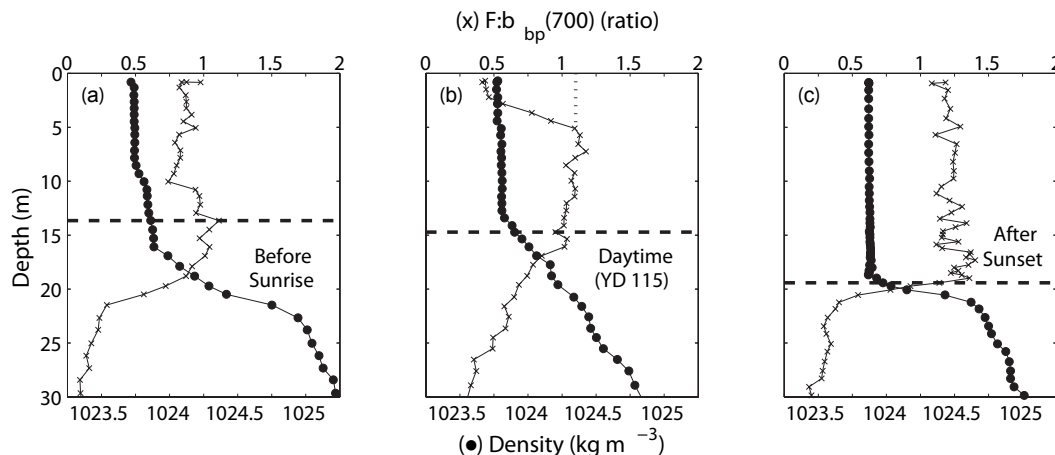 (x) F:b bp(700) (ratio)
0 0.5 1 1.5 2
0 0.5 1 1.5 2
0 0.5 1 1.5 2
0
5
10
15
20
25
30
Depth (m)
(a)
Before
Sunrise
(b)
Daytime
(YD 115)
(c)
After
Sunset
1023.5 1024 1024.5 1025
1023.5 1024 1024.5 1025
1023.5 1024 1024.5 1025
(●) Density (kg m −3)